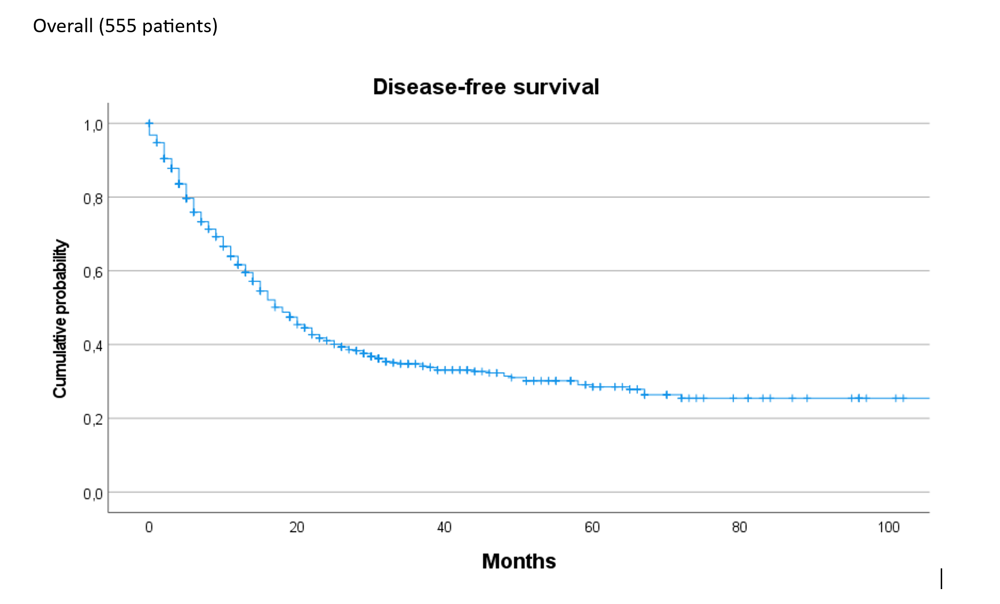 Overall (555 patients)
Disease-free survival
Cumulative probability
1,0
0,8
0,6
0,4
0,2
0,0
0 20 40 60 80 100
Months